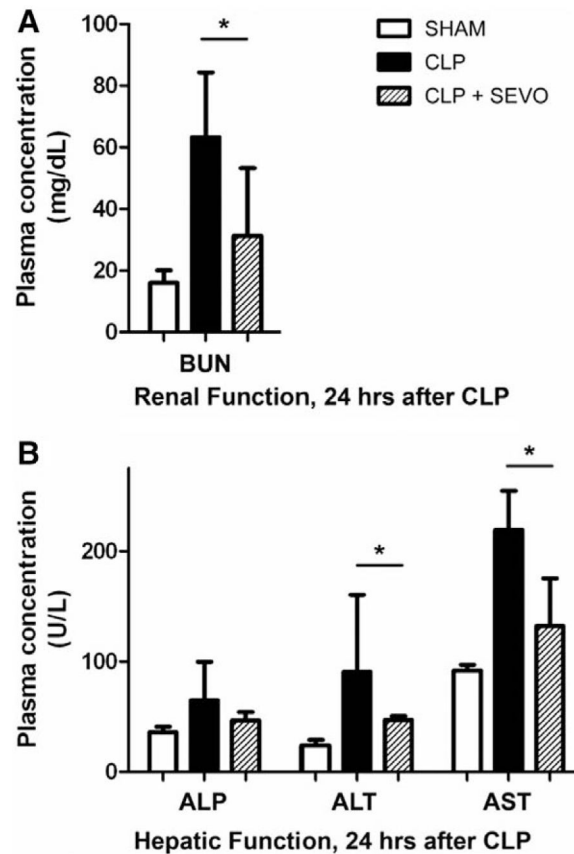 A
100
80
60
40
20
0
Plasma concentration
(mg/dL)
*
SHAM
CLP
CLP + SEVO
BUN
Renal Function, 24 hrs after CLP
B
200
100
0
Plasma concentration
(U/L)
*
*
ALP ALT AST
Hepatic Function, 24 hrs after CLP